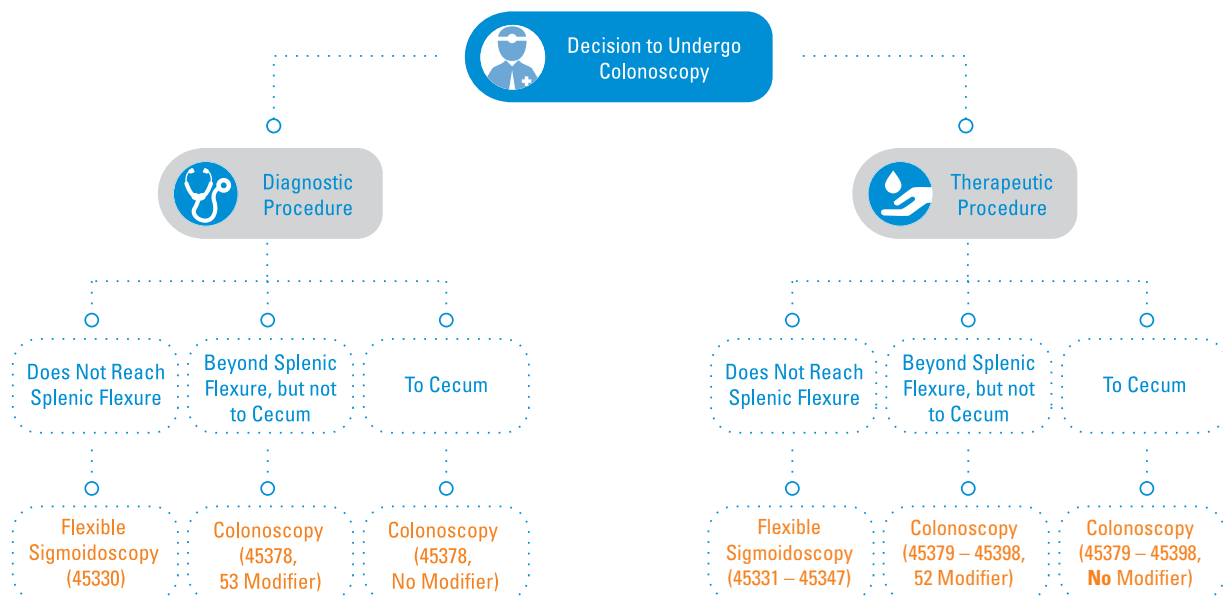 Decision to Undergo
Colonoscopy
Diagnostic
Procedure
Therapeutic
Procedure
Does Not Reach
Splenic Flexure
Beyond Splenic
Flexure, but not
to Cecum
To Cecum
Does Not Reach
Splenic Flexure
Beyond Splenic
Flexure, but not
to Cecum
To Cecum
Flexible
Sigmoidoscopy
(45330)
Colonoscopy
(45378,
53 Modifier)
Colonoscopy
(45378,
No Modifier)
Flexible
Sigmoidoscopy
(45331 – 45347)
Colonoscopy
(45379 – 45398,
52 Modifier)
Colonoscopy
(45379 – 45398,
No Modifier)